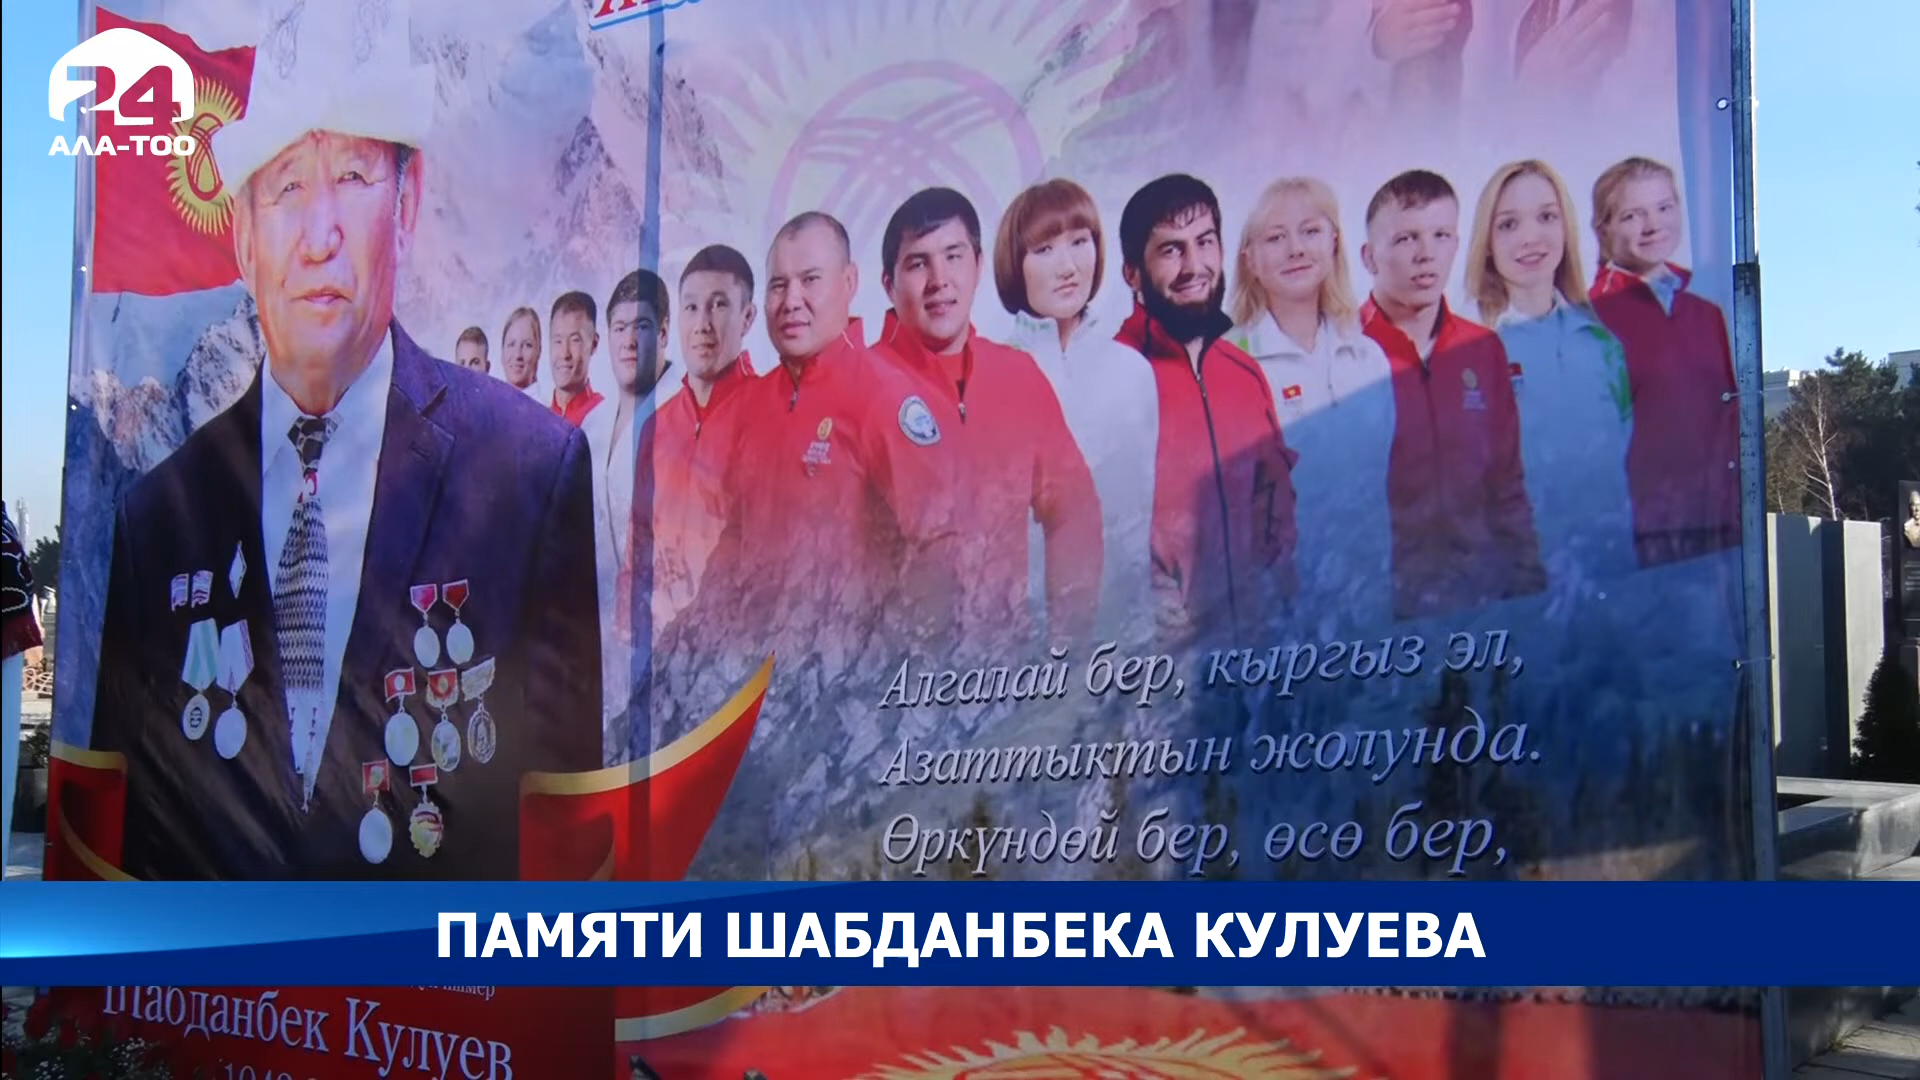 24
АЛА-ТОО
Алгалай бер, кыргыз эл,
Азаттыктын жолунда.
Өркүндөй бер, өсө бер,
ПАМЯТИ ШАБДАНБЕКА КУЛУЕВА
Шабданбек Кулуев